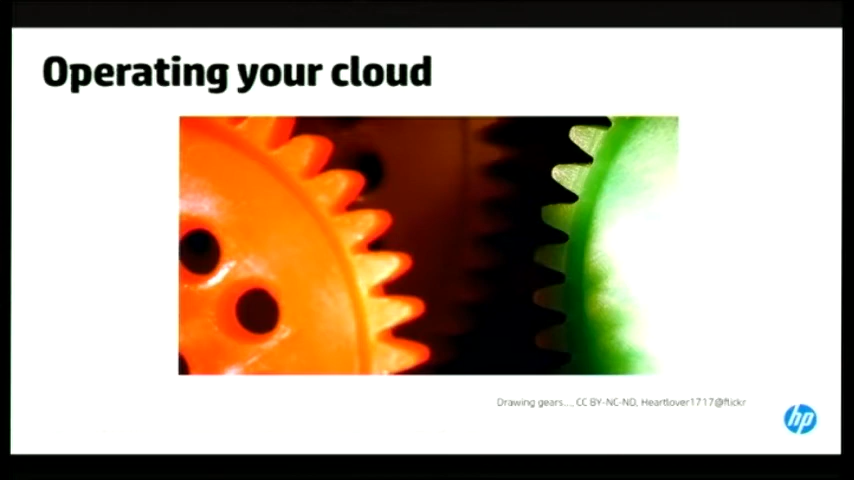 Operating your cloud
Drawing gears..., CC BY-NC-ND, Heartlover1717@flickr
hp